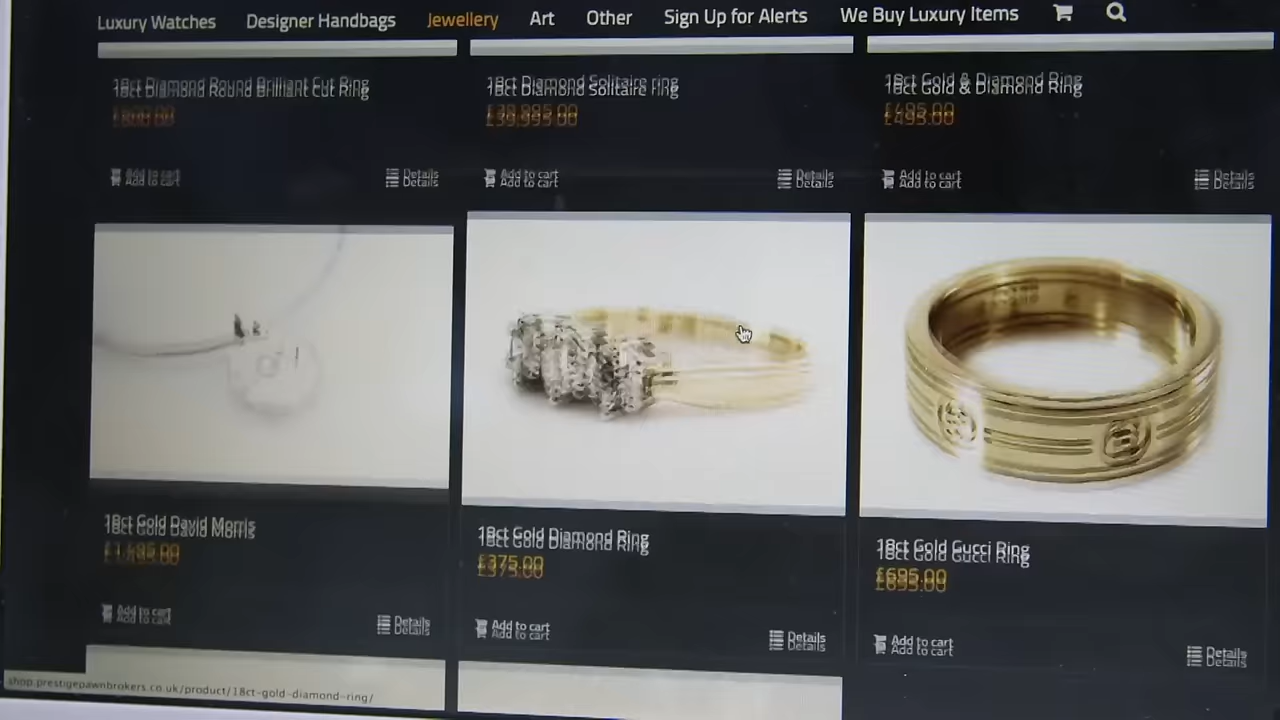 Luxury Watches Designer Handbags Jewellery Art Other Sign Up for Alerts We Buy Luxury Items
18ct Diamond Round Brilliant Cut Ring
18ct Diamond Solitaire ring
18ct Gold & Diamond Ring
£495.00
Add to cart Details
Add to cart Details
Add to cart Details
18ct Gold David Morris
18ct Gold Diamond Ring
18ct Gold Gucci Ring
£375.00
£695.00
Add to cart Details
Add to cart Details
Add to cart Details
shop.prestigepawnbrokers.co.uk/product/18ct-gold-diamond-ring/